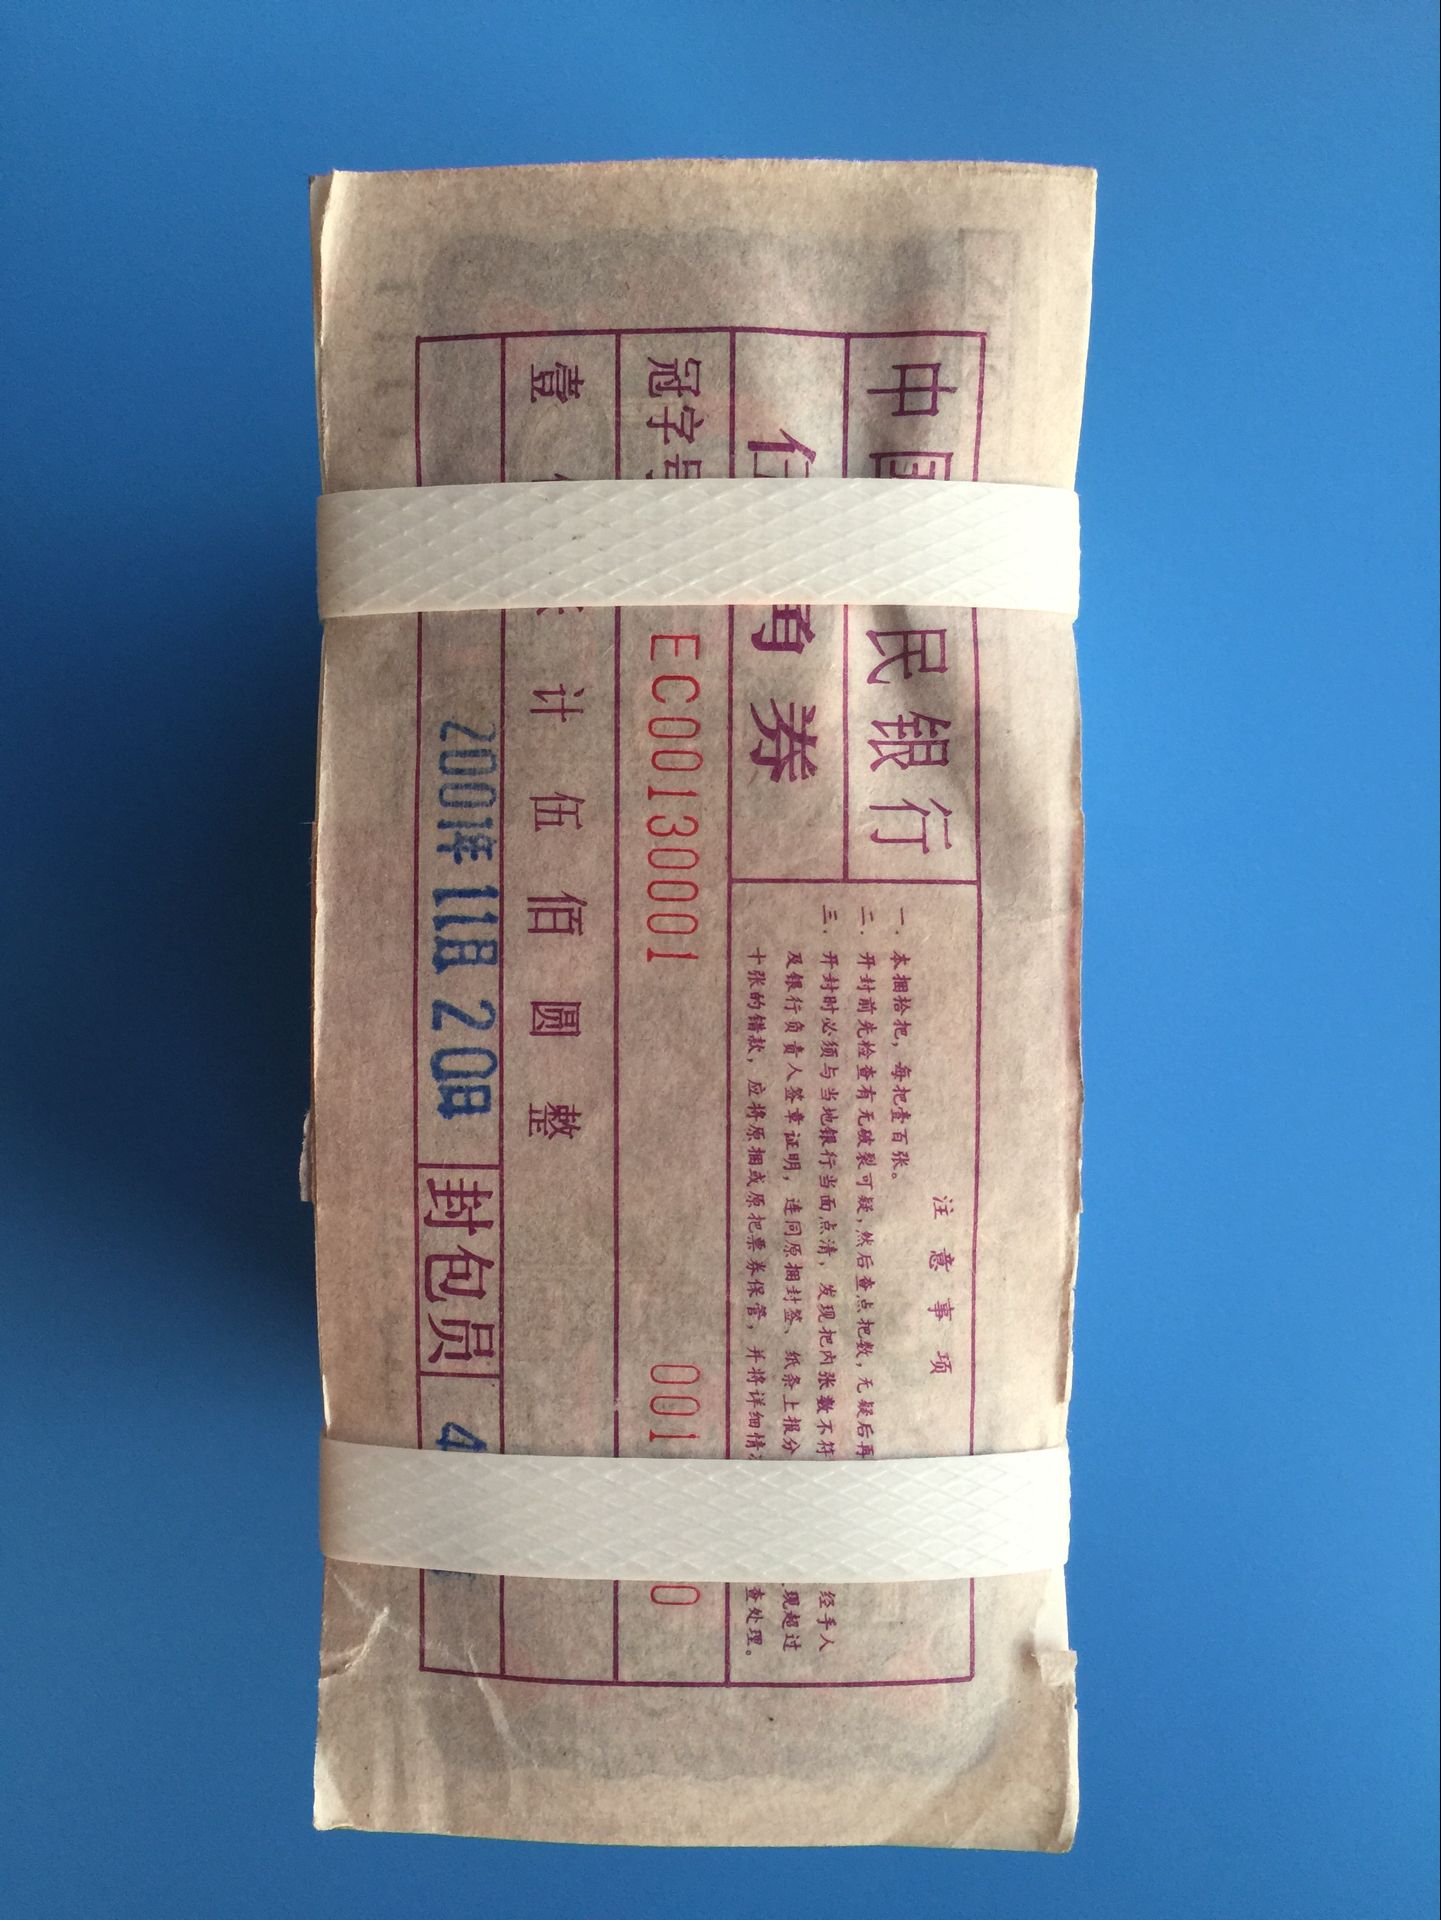 中国 民银行
伍 角券
注意事项
一. 本捆拾把，每把壹百张。
二. 开封前先检查有无破裂可疑，然后查点把数，无疑后再
三. 开封时必须与当地银行当面点清，发现把内张数不符 经手人
及银行负责人签章证明，连同原捆封签、纸条上报分 现超过
十张的错款，应将原捆或原把票券保管，并将详细情况 查处理。
冠字号 EC00130001 001 0
壹 计伍佰圆整
2001年11月20日 封包员 4